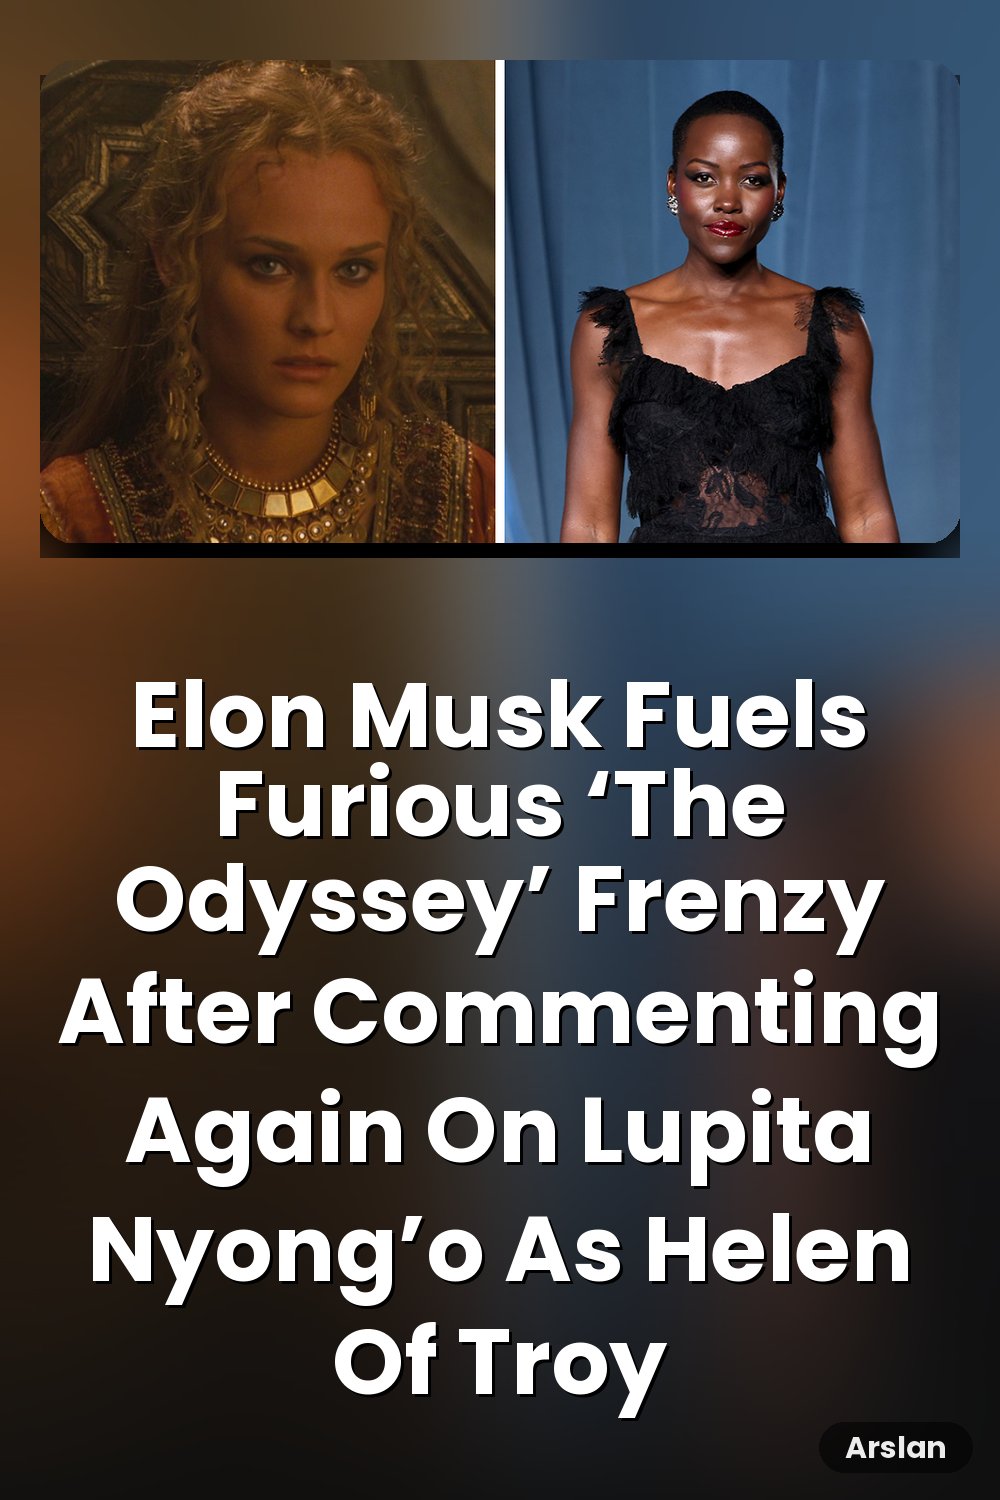 Elon Musk Fuels
Furious ‘The
Odyssey’ Frenzy
After Commenting
Again On Lupita
Nyong’o As Helen
Of Troy
Arslan